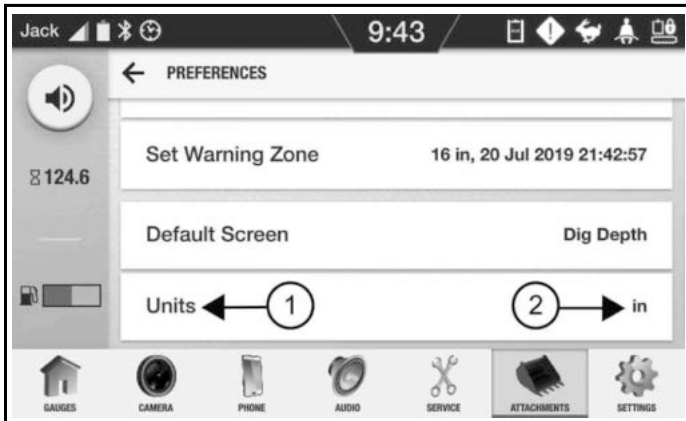 Jack 9:43
PREFERENCES
124.6
Set Warning Zone 16 in, 20 Jul 2019 21:42:57
Default Screen Dig Depth
Units 1 2 in
GAUGES CAMERA PHONE AUDIO SERVICE ATTACHMENTS SETTINGS